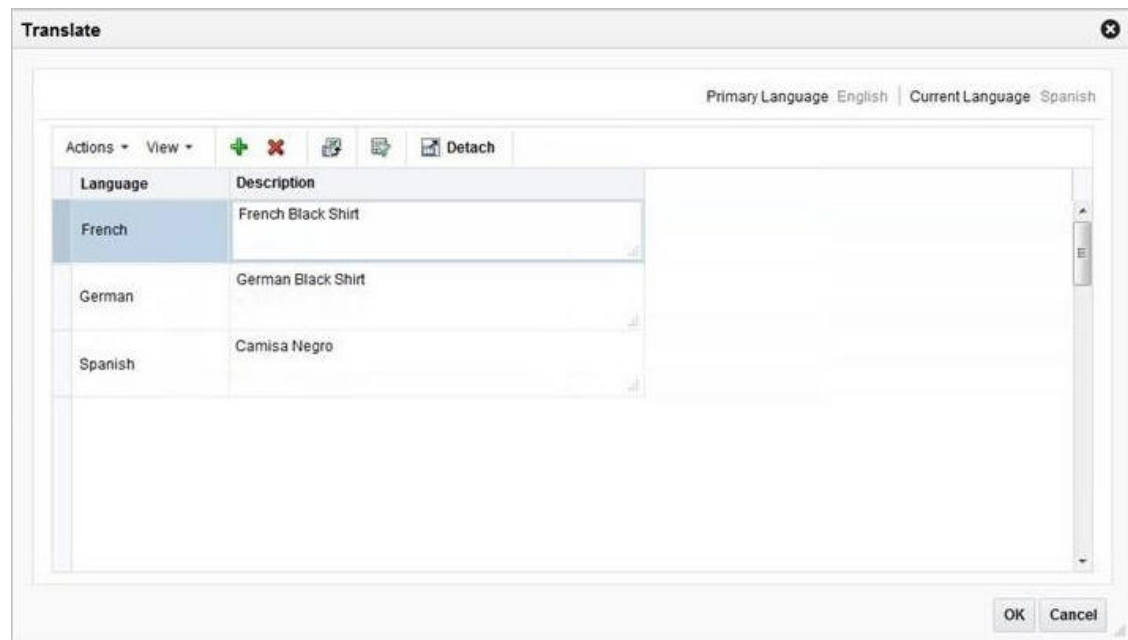 Translate
Primary Language English | Current Language Spanish
Actions View Detach
Language Description
French French Black Shirt
German German Black Shirt
Spanish Camisa Negro
OK Cancel